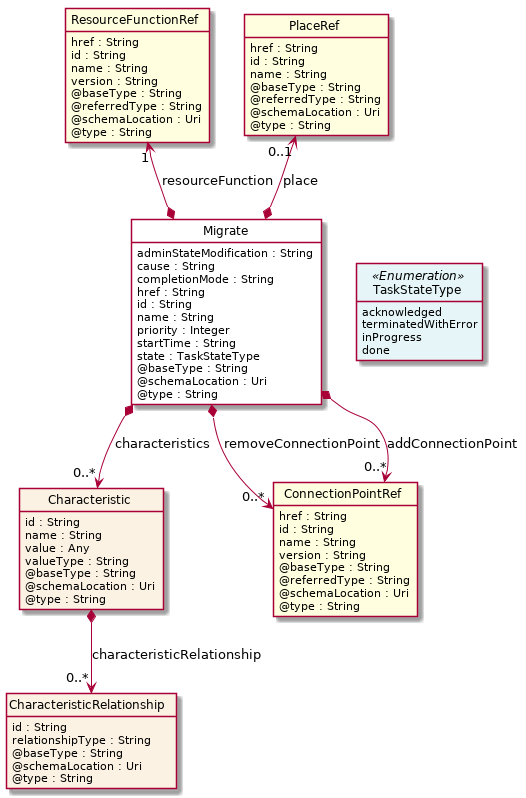 ResourceFunctionRef
href : String
id : String
name : String
version : String
@baseType : String
@referredType : String
@schemaLocation : Uri
@type : String
PlaceRef
href : String
id : String
name : String
@baseType : String
@referredType : String
@schemaLocation : Uri
@type : String
1
0..1
resourceFunction
place
Migrate
adminStateModification : String
cause : String
completionMode : String
href : String
id : String
name : String
priority : Integer
startTime : String
state : TaskStateType
@baseType : String
@schemaLocation : Uri
@type : String
«Enumeration»
TaskStateType
acknowledged
terminatedWithError
inProgress
done
characteristics
removeConnectionPoint
addConnectionPoint
0..*
0..*
0..*
Characteristic
id : String
name : String
value : Any
valueType : String
@baseType : String
@schemaLocation : Uri
@type : String
ConnectionPointRef
href : String
id : String
name : String
version : String
@baseType : String
@referredType : String
@schemaLocation : Uri
@type : String
characteristicRelationship
0..*
CharacteristicRelationship
id : String
relationshipType : String
@baseType : String
@schemaLocation : Uri
@type : String